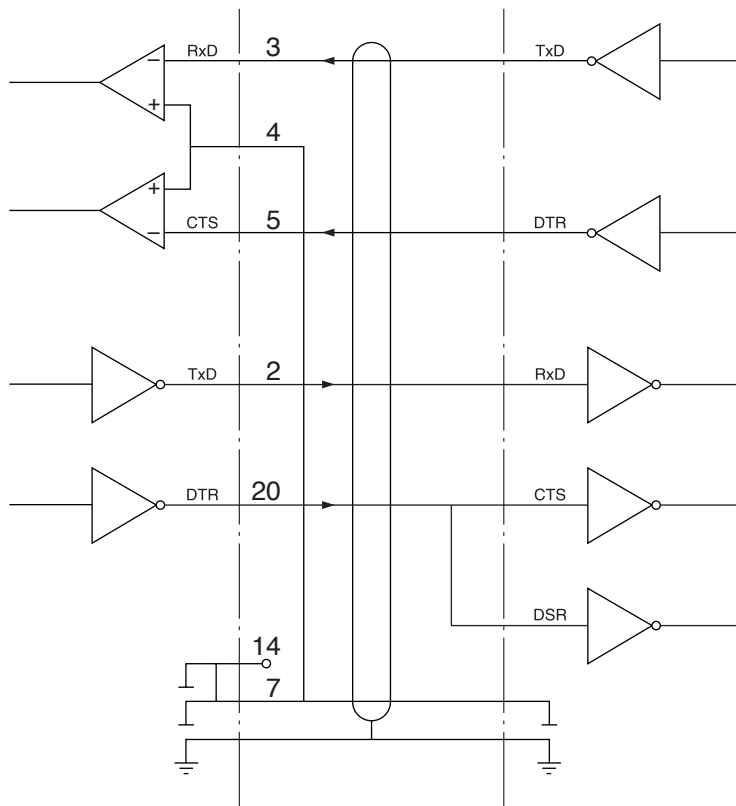 RxD 3 TxD
−
+
4
+
−
CTS 5 DTR
TxD 2 RxD
DTR 20 CTS
DSR
14
7